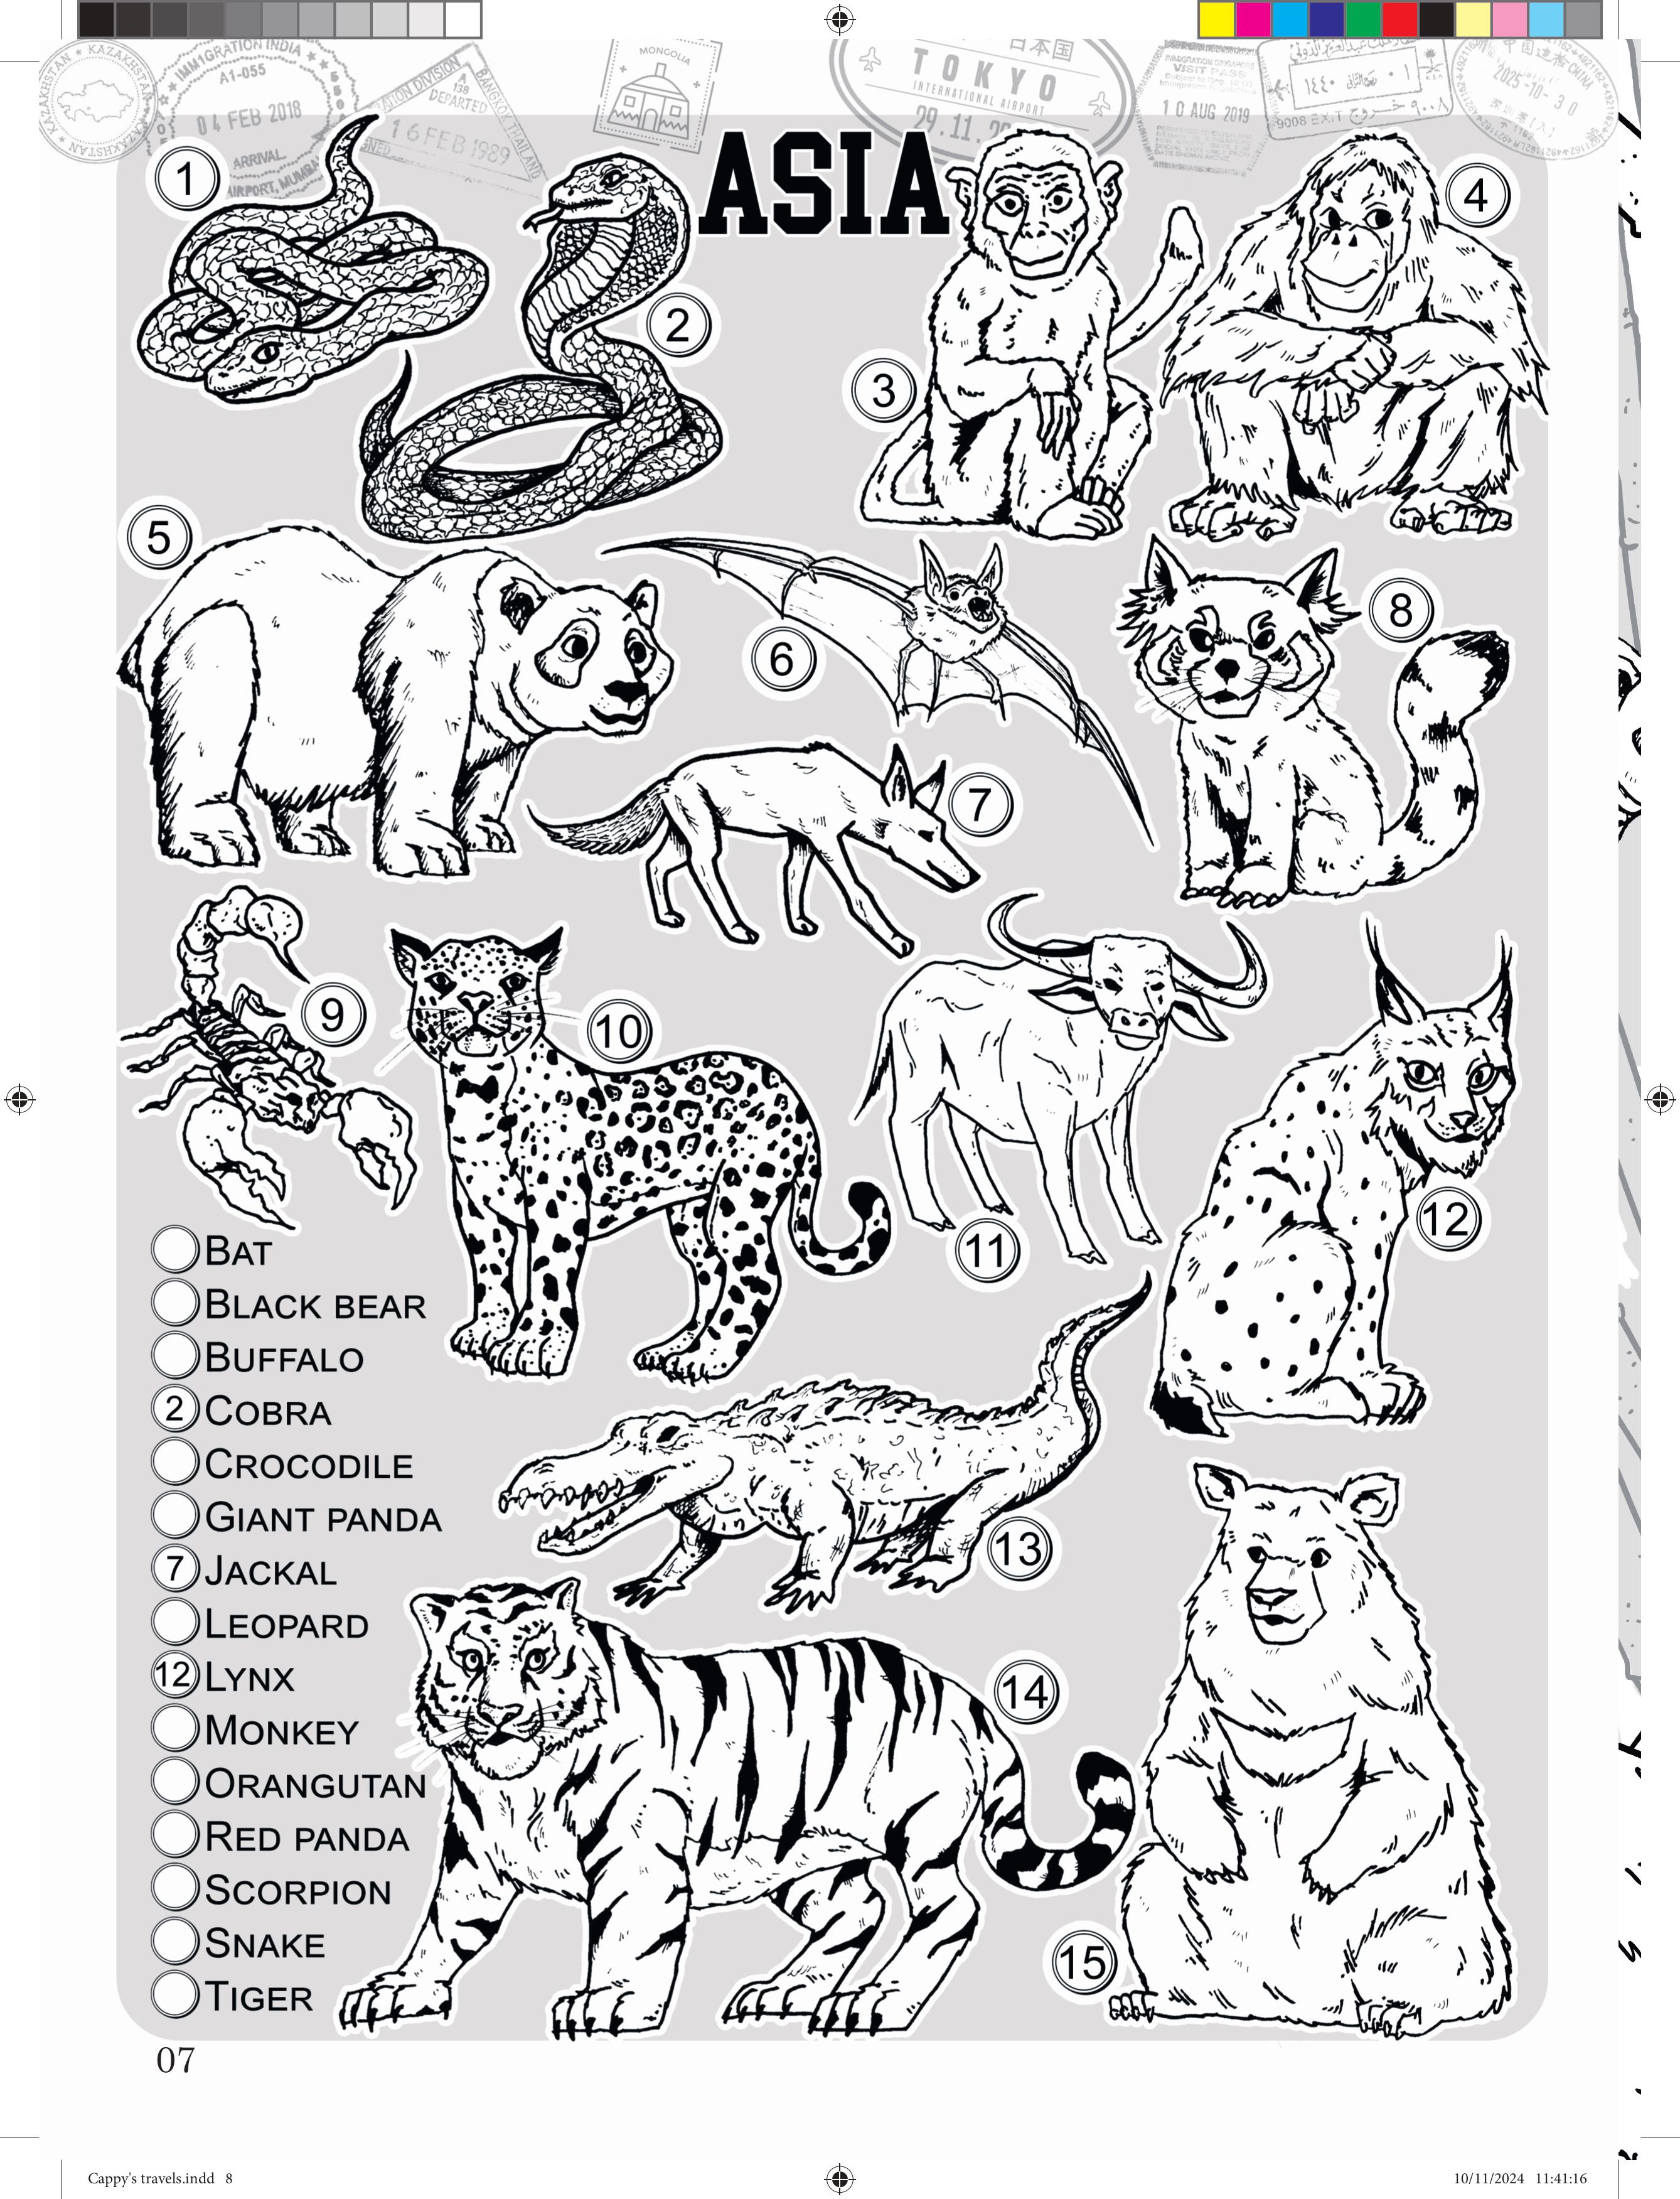 KAZAKHSTAN ★ KAZAKHSTAN ★
IMMIGRATION INDIA
A1-055
04 FEB 2018
ARRIVAL
AIRPORT, MUMBAI
DEPARTED
16 FEB 1989
BANGKOK, THAILAND
MONGOLIA
日本国
TOKYO
INTERNATIONAL AIRPORT
29.11.
VISIT PASS
10 AUG 2019
١٤٤٠
خروج
9008 EXIT
٩٠٠٨
中国边检·CHINA
2025-10-30
ASIA
1
2
3
4
5
6
7
8
9
10
11
12
13
14
15
BAT
BLACK BEAR
BUFFALO
2 COBRA
CROCODILE
GIANT PANDA
7 JACKAL
LEOPARD
12 LYNX
MONKEY
ORANGUTAN
RED PANDA
SCORPION
SNAKE
TIGER
07
Cappy's travels.indd 8
10/11/2024 11:41:16